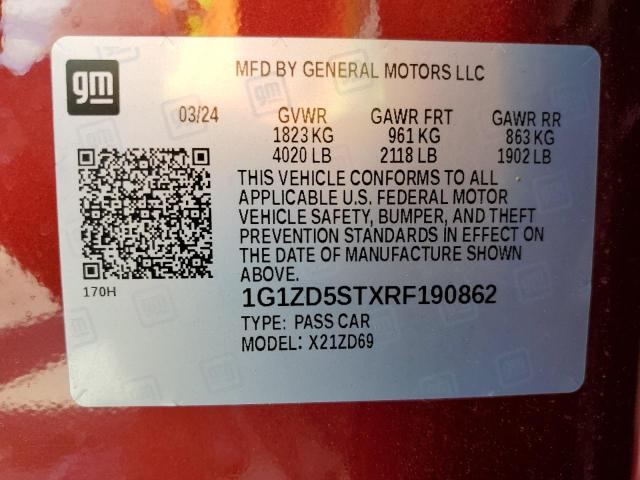 gm
MFD BY GENERAL MOTORS LLC
03/24 GVWR GAWR FRT GAWR RR
1823 KG 961 KG 863 KG
4020 LB 2118 LB 1902 LB
THIS VEHICLE CONFORMS TO ALL
APPLICABLE U.S. FEDERAL MOTOR
VEHICLE SAFETY, BUMPER, AND THEFT
PREVENTION STANDARDS IN EFFECT ON
THE DATE OF MANUFACTURE SHOWN
ABOVE.
170H
1G1ZD5STXRF190862
TYPE: PASS CAR
MODEL: X21ZD69